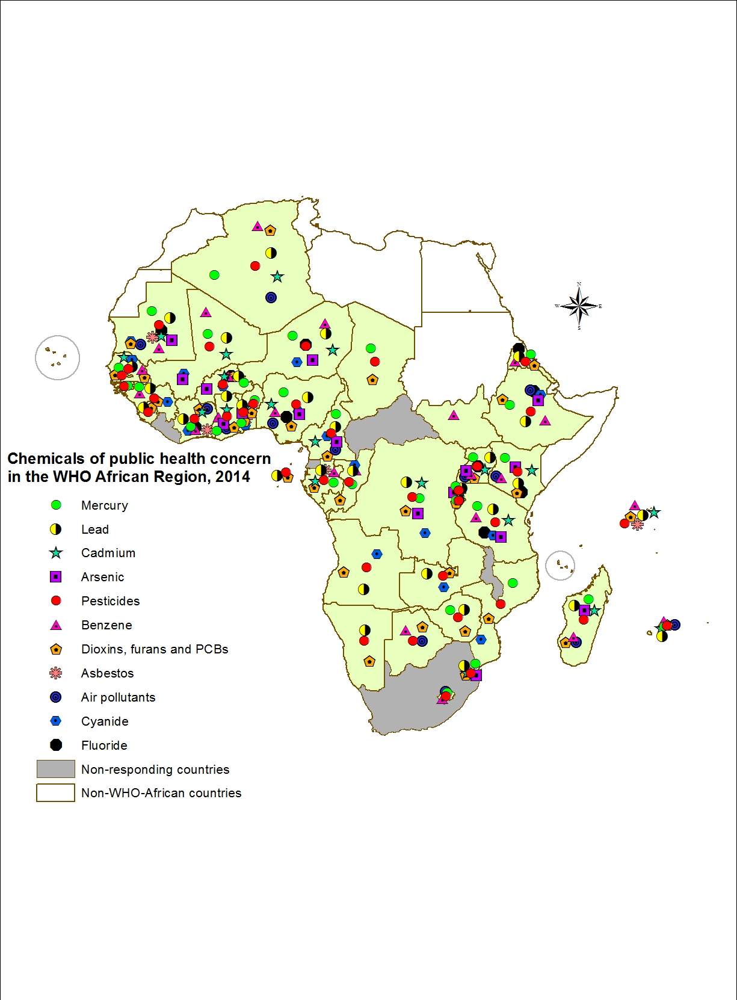 N
W
E
S
Chemicals of public health concern
in the WHO African Region, 2014
Mercury
Lead
Cadmium
Arsenic
Pesticides
Benzene
Dioxins, furans and PCBs
Asbestos
Air pollutants
Cyanide
Fluoride
Non-responding countries
Non-WHO-African countries